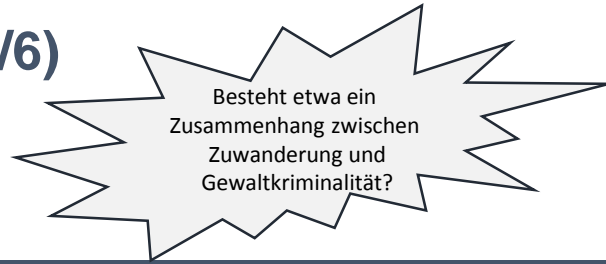 /6)
Besteht etwa ein
Zusammenhang zwischen
Zuwanderung und
Gewaltkriminalität?